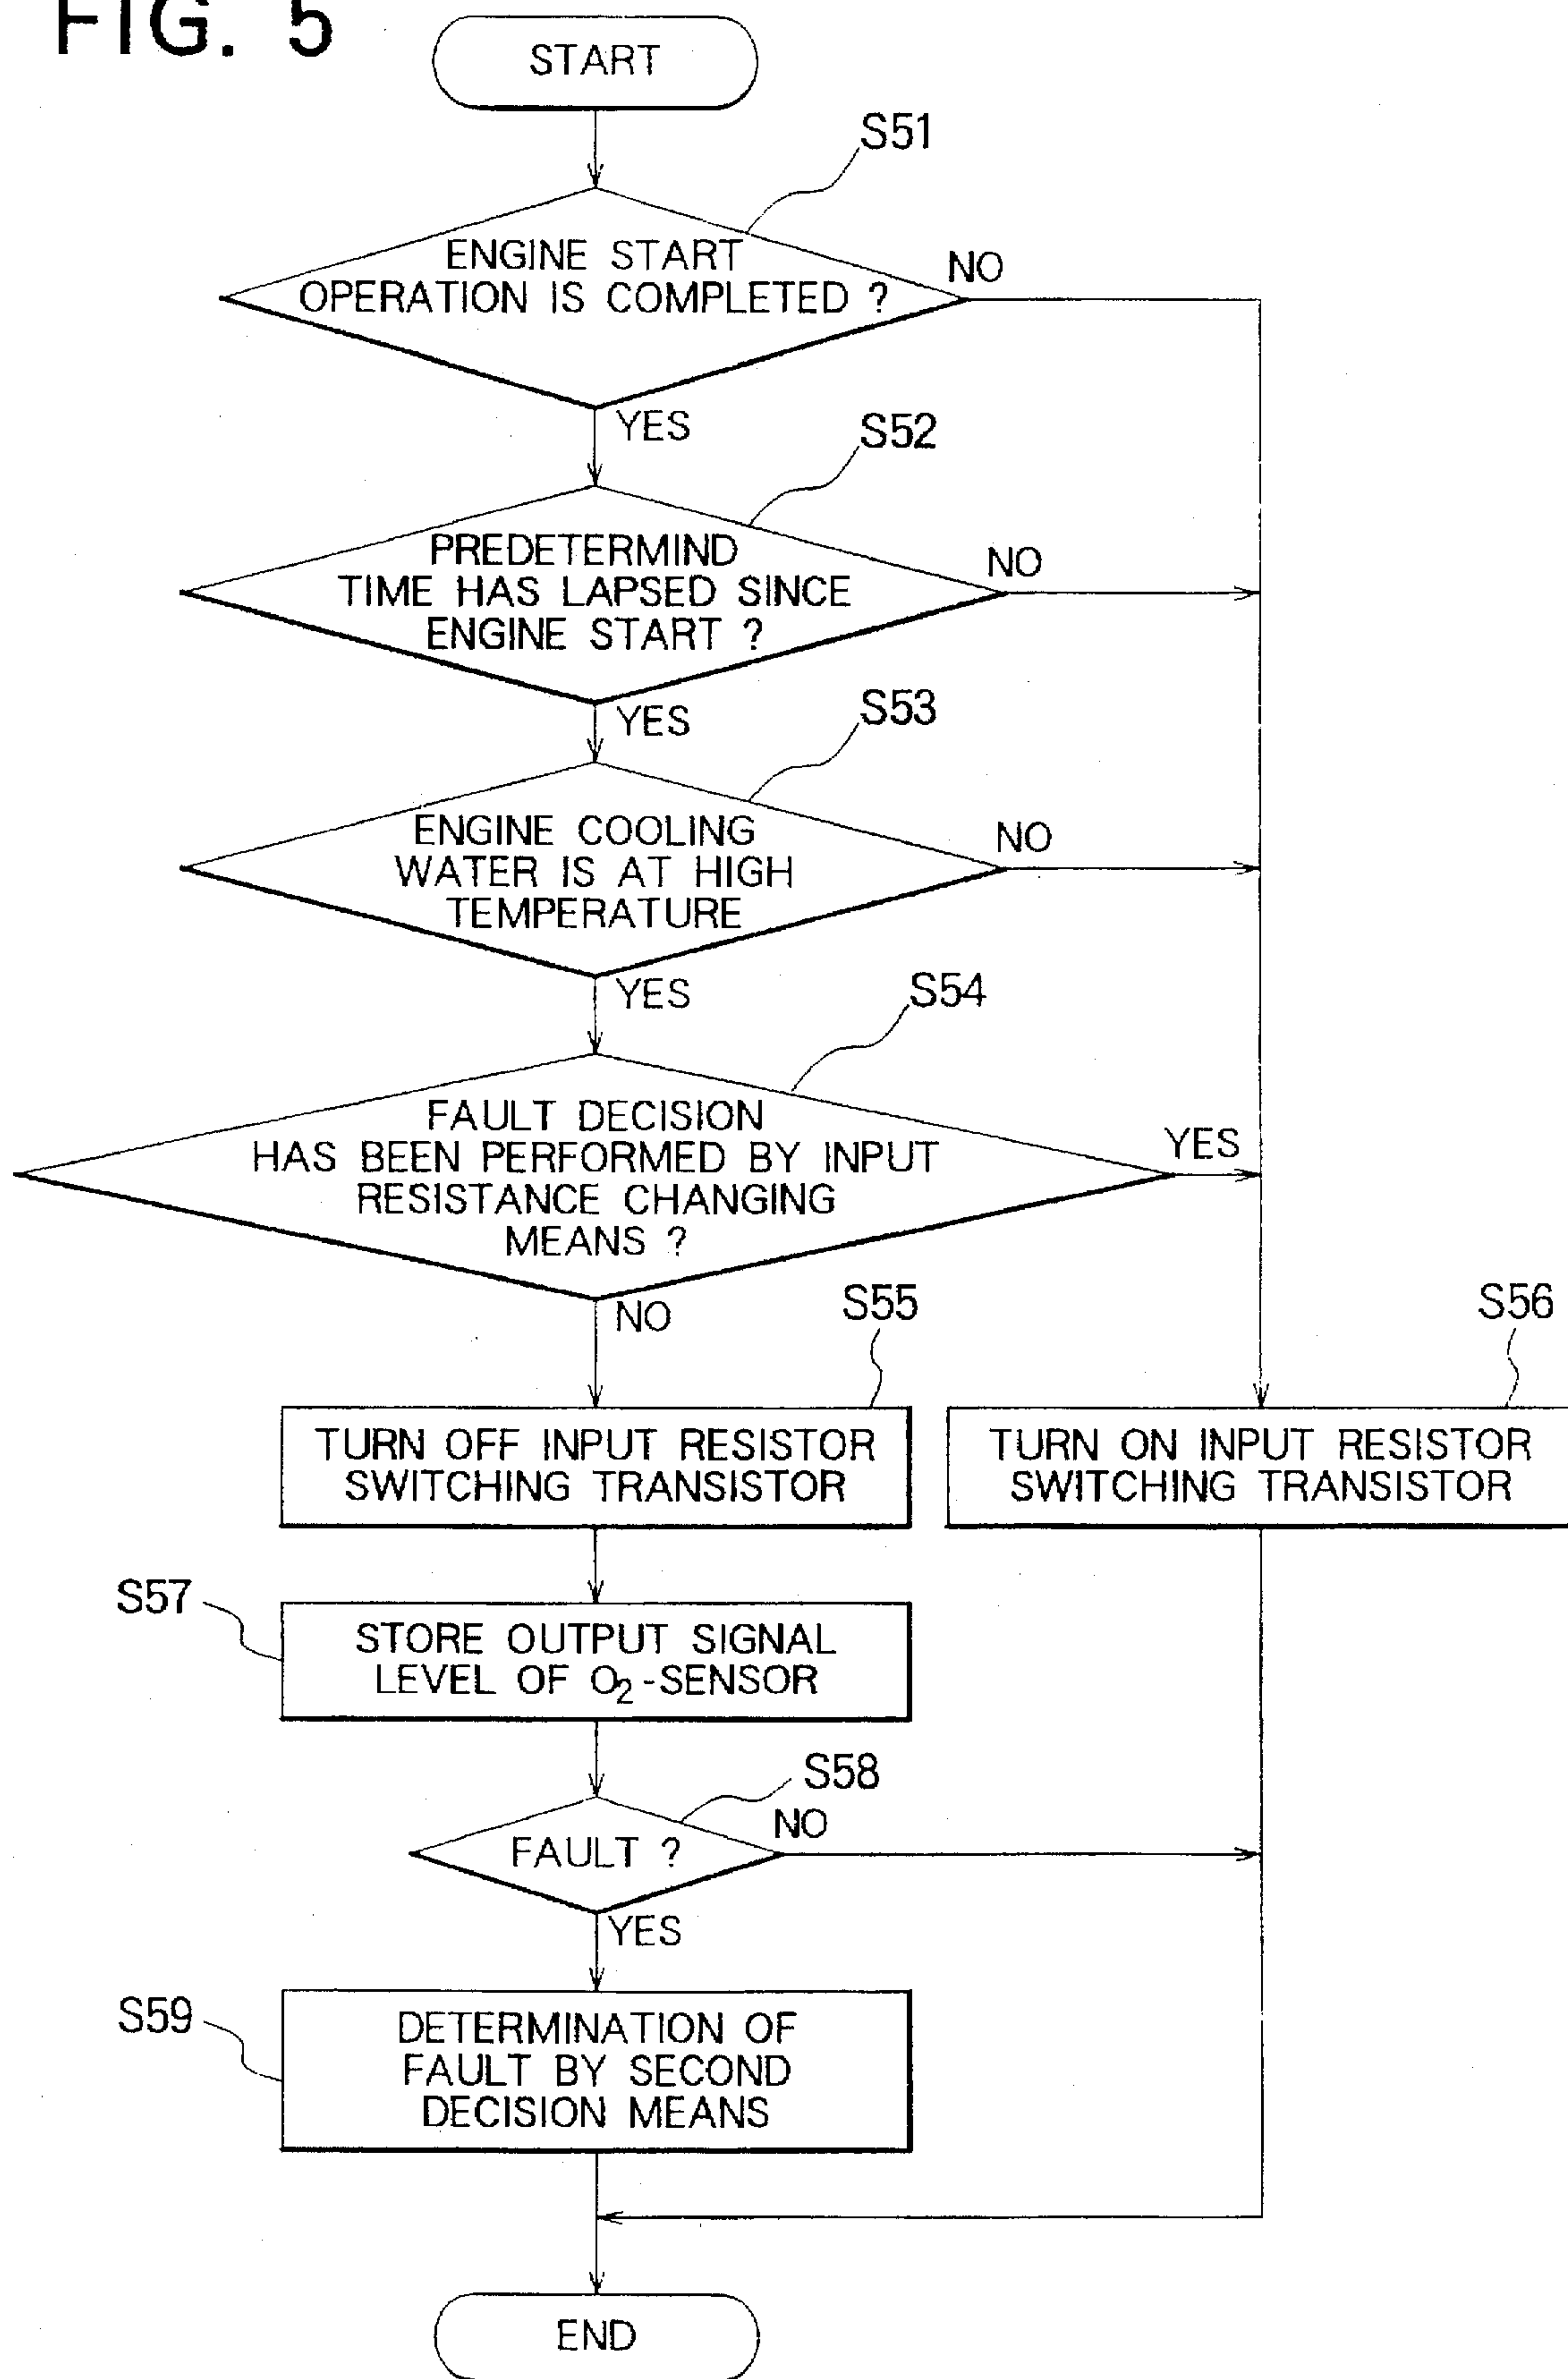 FIG. 5
START
S51
ENGINE START
OPERATION IS COMPLETED ?
NO
YES
S52
PREDETERMIND
TIME HAS LAPSED SINCE
ENGINE START ?
NO
YES
S53
ENGINE COOLING
WATER IS AT HIGH
TEMPERATURE
NO
YES
S54
FAULT DECISION
HAS BEEN PERFORMED BY INPUT
RESISTANCE CHANGING
MEANS ?
YES
NO
S55
TURN OFF INPUT RESISTOR
SWITCHING TRANSISTOR
S56
TURN ON INPUT RESISTOR
SWITCHING TRANSISTOR
S57
STORE OUTPUT SIGNAL
LEVEL OF O₂-SENSOR
S58
FAULT ?
NO
YES
S59
DETERMINATION OF
FAULT BY SECOND
DECISION MEANS
END